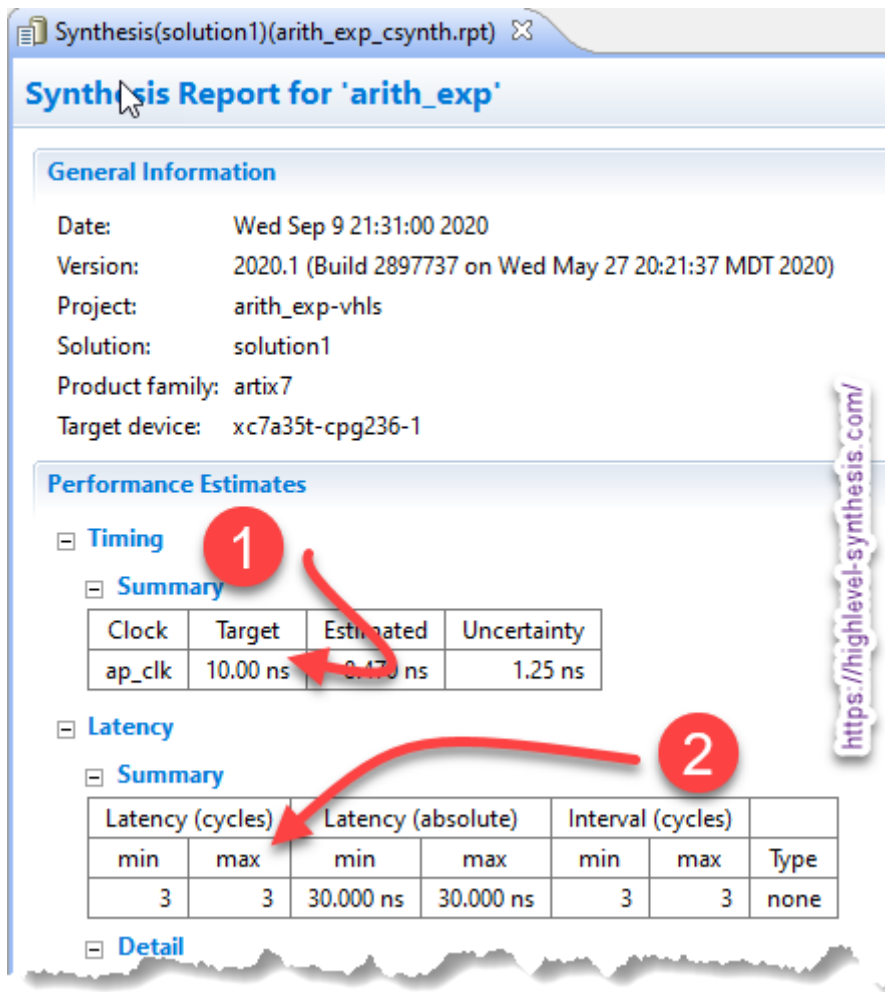 Synthesis(solution1)(arith_exp_csynth.rpt)
Synthesis Report for 'arith_exp'
General Information
Date: Wed Sep 9 21:31:00 2020
Version: 2020.1 (Build 2897737 on Wed May 27 20:21:37 MDT 2020)
Project: arith_exp-vhls
Solution: solution1
Product family: artix7
Target device: xc7a35t-cpg236-1
Performance Estimates
Timing
1
Summary
Clock Target Estimated Uncertainty
ap_clk 10.00 ns ns 1.25 ns
Latency
2
Summary
Latency (cycles) Latency (absolute) Interval (cycles)
min max min max min max Type
3 3 30.000 ns 30.000 ns 3 3 none
Detail
https://highlevel-synthesis.com/